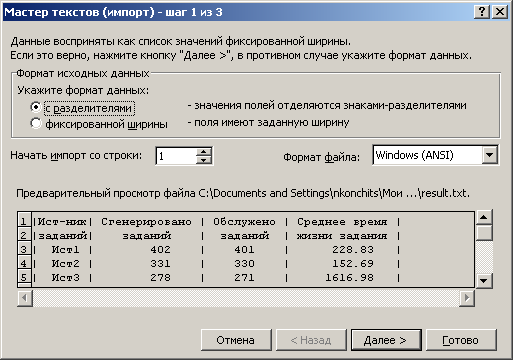 Мастер текстов (импорт) - шаг 1 из 3
Данные восприняты как список значений фиксированной ширины.
Если это верно, нажмите кнопку "Далее >", в противном случае укажите формат данных.
Формат исходных данных
Укажите формат данных:
с разделителями - значения полей отделяются знаками-разделителями
фиксированной ширины - поля имеют заданную ширину
Начать импорт со строки: 1 Формат файла: Windows (ANSI)
Предварительный просмотр файла C:\Documents and Settings\nkonchits\Мои ...\result.txt.
1 |Ист-ник| Сгенерировано | Обслужено | Среднее время |
2 |заданий| заданий | заданий | жизни задания |
3 | Ист1 | 402 | 401 | 228.83 |
4 | Ист2 | 331 | 330 | 152.69 |
5 | Ист3 | 278 | 271 | 1616.98 |
Отмена < Назад Далее > Готово